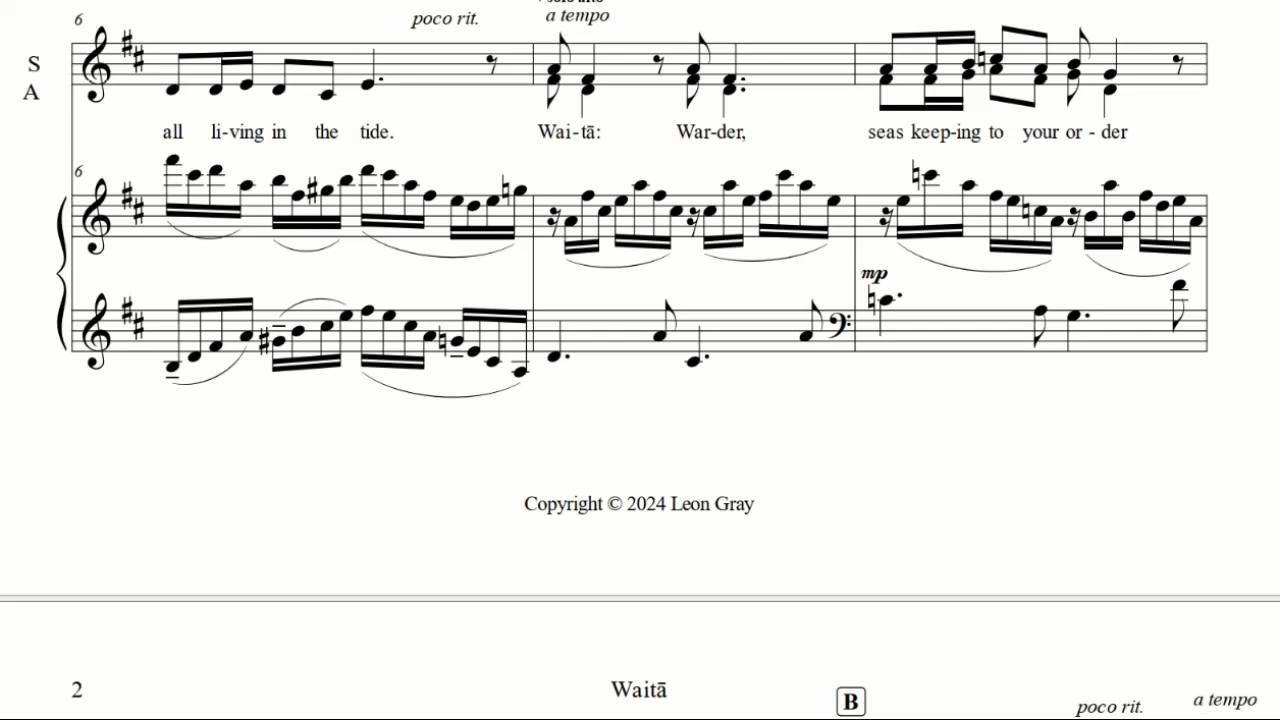 6 poco rit. a tempo
S
A
all li-ving in the tide. Wai-tā: War-der, seas keep-ing to your or - der
6
mp
Copyright © 2024 Leon Gray
2 Waitā B poco rit. a tempo